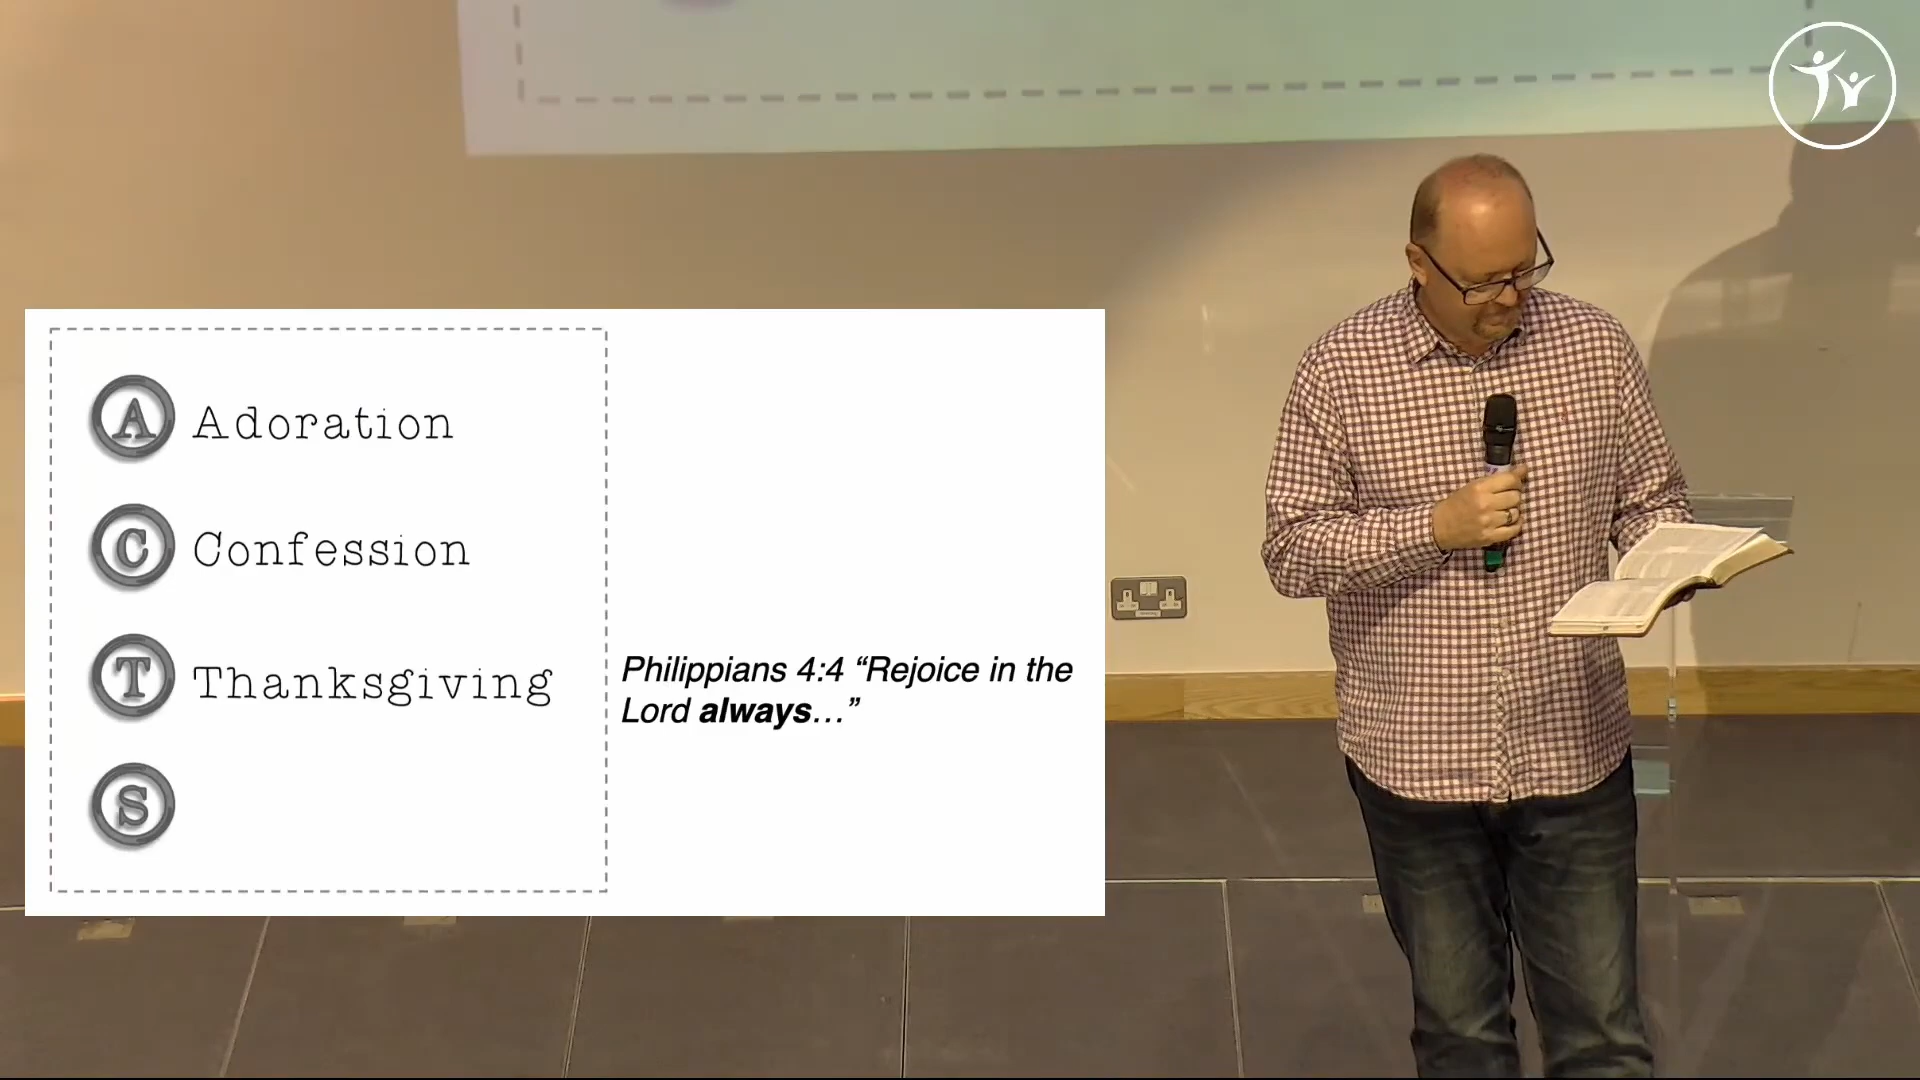 A Adoration
C Confession
T Thanksgiving
Philippians 4:4 “Rejoice in the
Lord always…”
S